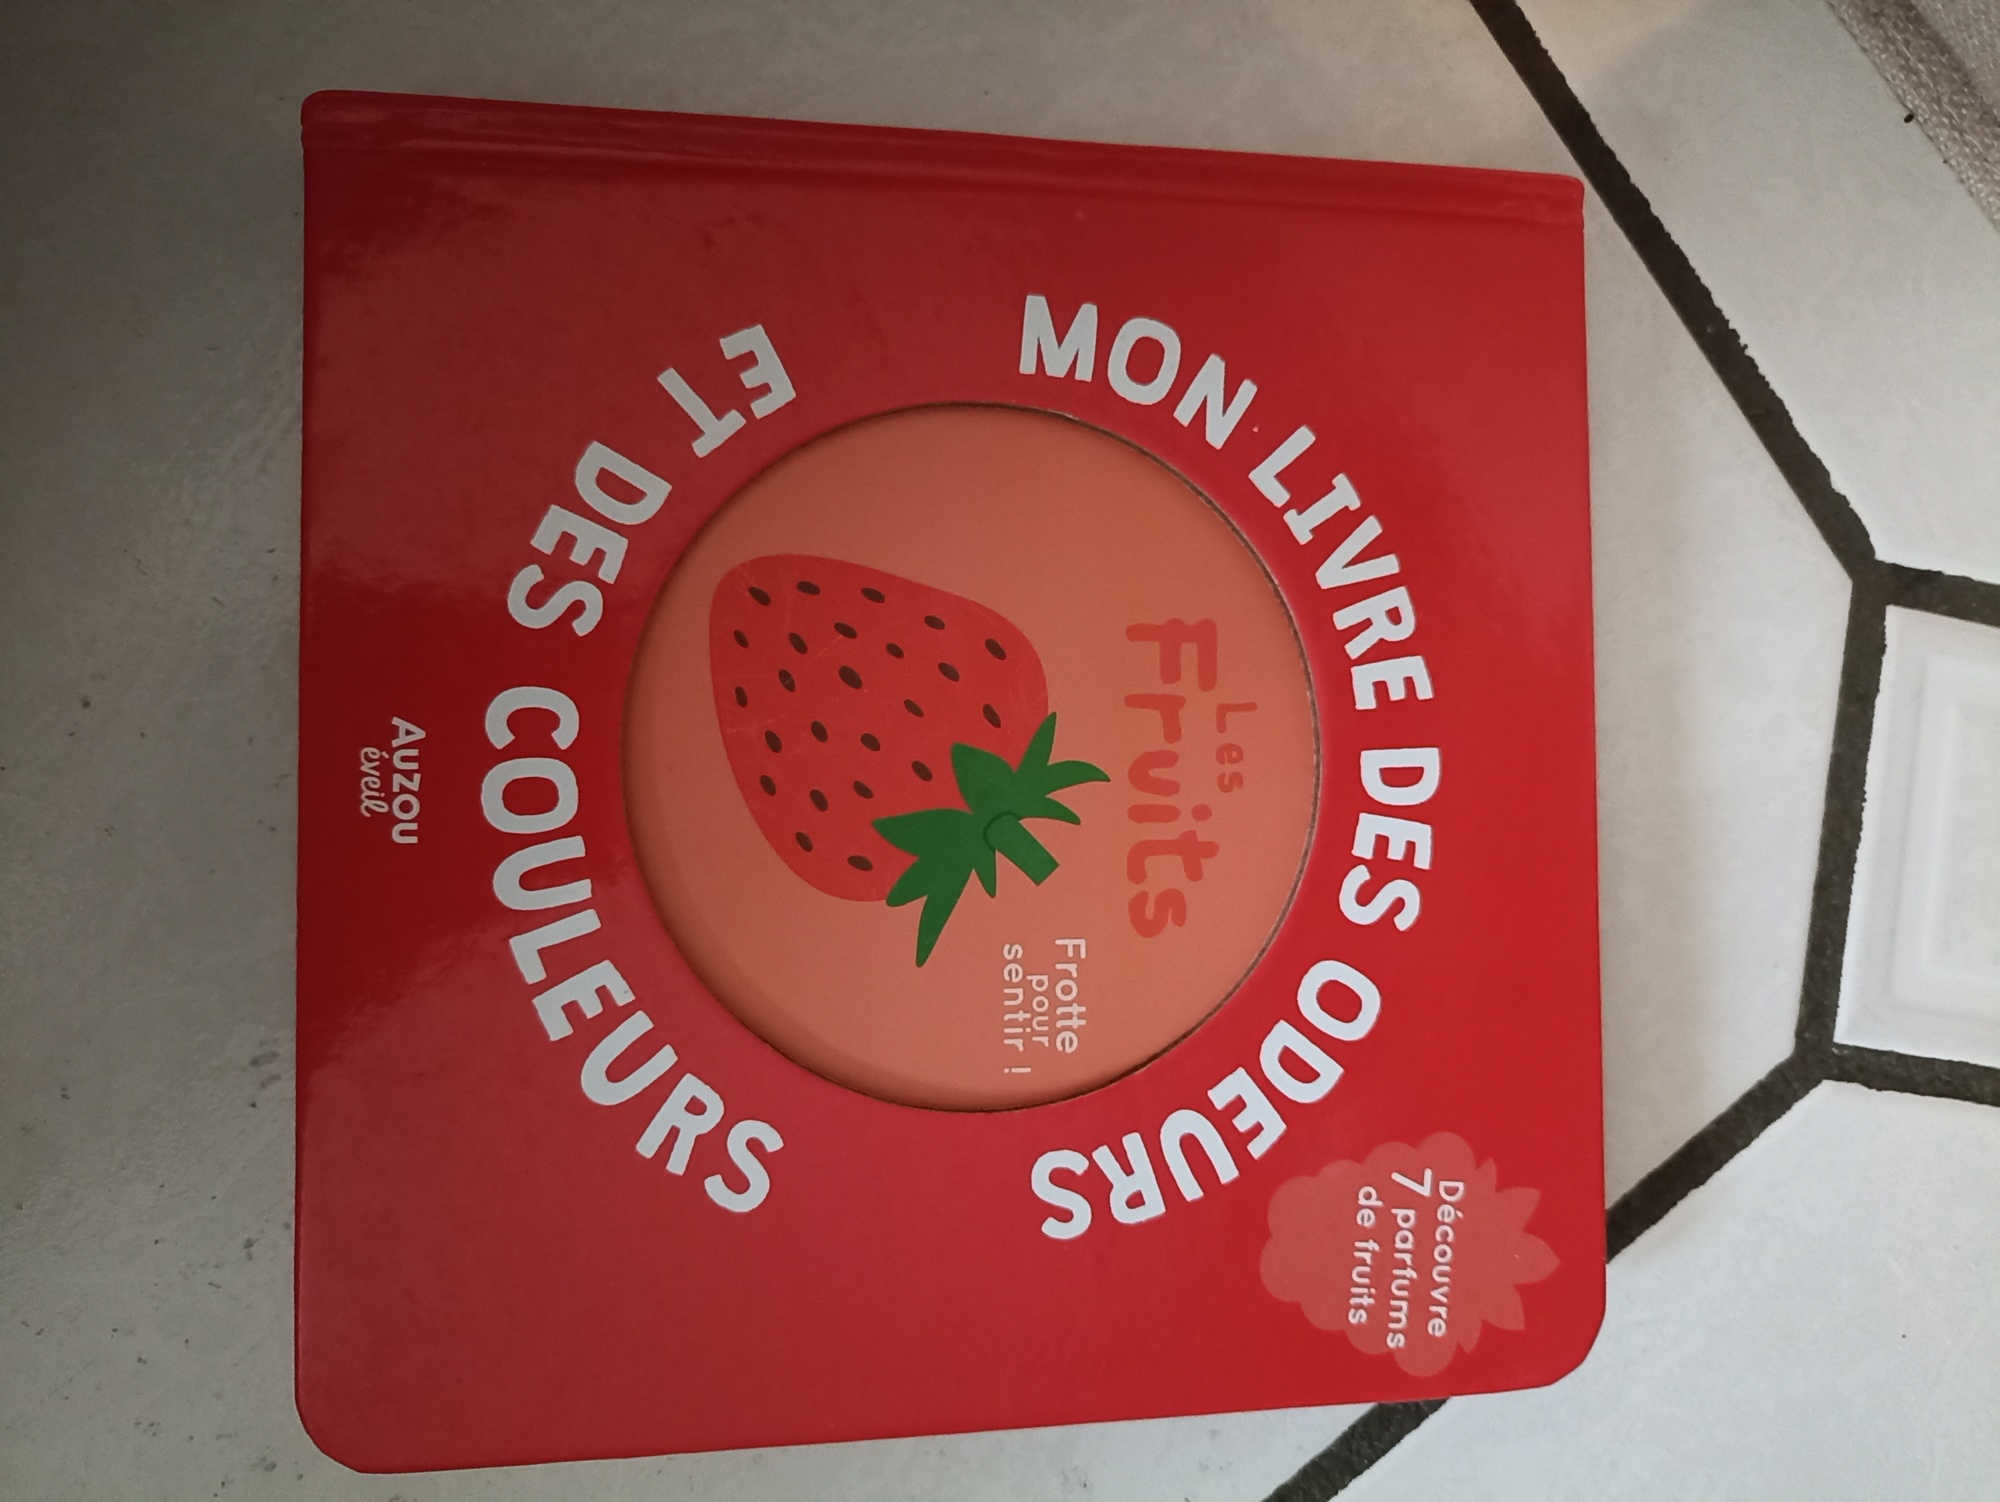 MON LIVRE DES ODEURS
Découvre
7 parfums
de fruits
Les
Fruits
Frotte
pour
sentir !
ET DES COULEURS
AUZOU
éveil